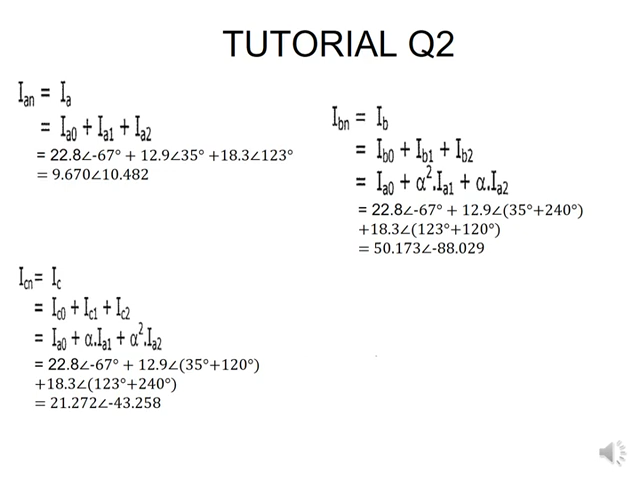 TUTORIAL Q2
Ian = Ia
= Ia0 + Ia1 + Ia2
= 22.8∠-67° + 12.9∠35° +18.3∠123°
= 9.670∠10.482
Ibn = Ib
= Ib0 + Ib1 + Ib2
= Ia0 + α².Ia1 + α.Ia2
= 22.8∠-67° + 12.9∠(35°+240°)
+18.3∠(123°+120°)
= 50.173∠-88.029
Icn = Ic
= Ic0 + Ic1 + Ic2
= Ia0 + α.Ia1 + α².Ia2
= 22.8∠-67° + 12.9∠(35°+120°)
+18.3∠(123°+240°)
= 21.272∠-43.258